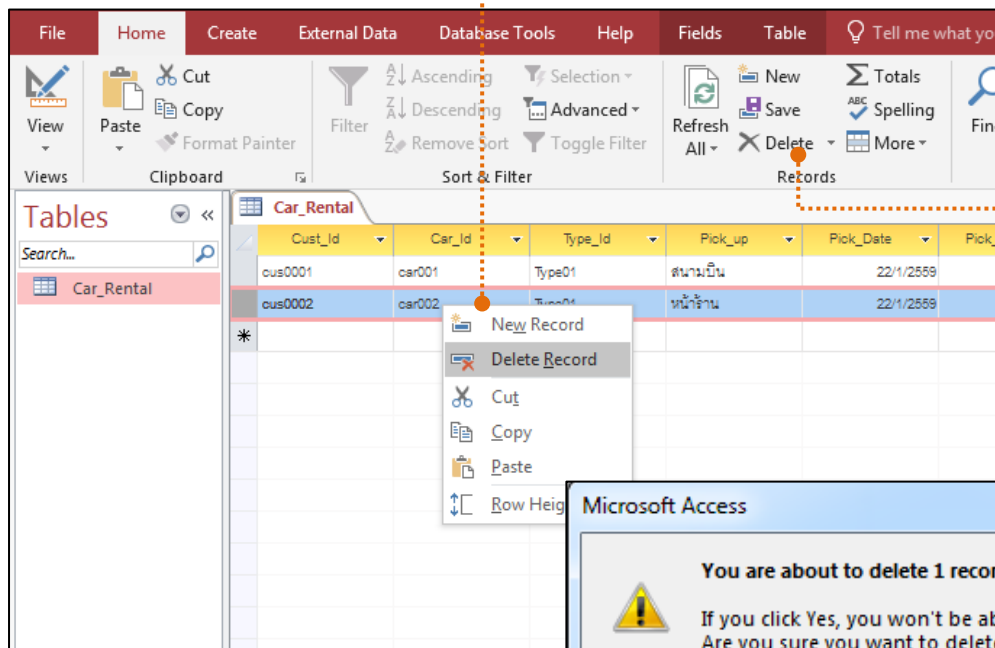 File Home Create External Data Database Tools Help Fields Table Tell me what yo
View
Paste
Cut
Copy
Format Painter
Filter
Ascending
Descending
Remove Sort
Selection
Advanced
Toggle Filter
Refresh
All
New
Save
Delete
Totals
Spelling
More
Fin
Views Clipboard Sort & Filter Records
Tables
Search...
Car_Rental
Car_Rental
Cust_Id Car_Id Type_Id Pick_up Pick_Date Pick_
cus0001 car001 Type01 สนามบิน 22/1/2559
cus0002 car002 Type01 หน้าร้าน 22/1/2559
New Record
Delete Record
Cut
Copy
Paste
Row Heig
Microsoft Access
You are about to delete 1 recor
If you click Yes, you won't be ab
Are you sure you want to delete